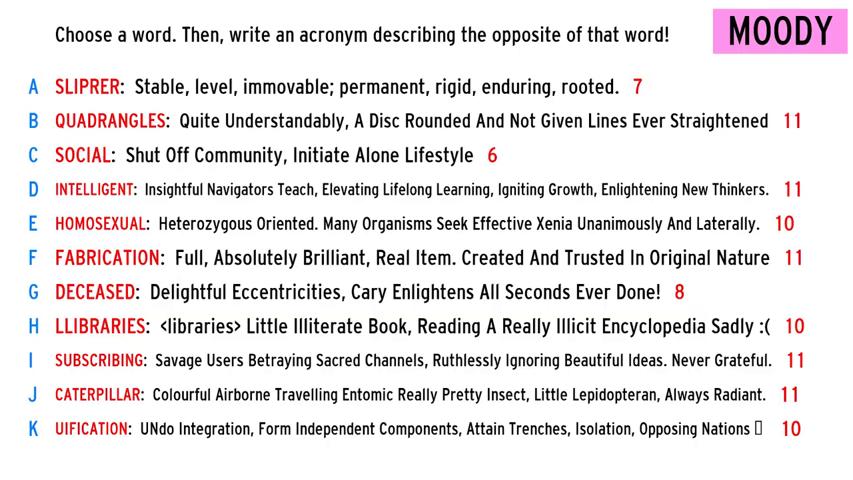 Choose a word. Then, write an acronym describing the opposite of that word! MOODY
A SLIPRER: Stable, level, immovable; permanent, rigid, enduring, rooted. 7
B QUADRANGLES: Quite Understandably, A Disc Rounded And Not Given Lines Ever Straightened 11
C SOCIAL: Shut Off Community, Initiate Alone Lifestyle 6
D INTELLIGENT: Insightful Navigators Teach, Elevating Lifelong Learning, Igniting Growth, Enlightening New Thinkers. 11
E HOMOSEXUAL: Heterozygous Oriented. Many Organisms Seek Effective Xenia Unanimously And Laterally. 10
F FABRICATION: Full, Absolutely Brilliant, Real Item. Created And Trusted In Original Nature 11
G DECEASED: Delightful Eccentricities, Cary Enlightens All Seconds Ever Done! 8
H LLIBRARIES: <libraries> Little Illiterate Book, Reading A Really Illicit Encyclopedia Sadly :( 10
I SUBSCRIBING: Savage Users Betraying Sacred Channels, Ruthlessly Ignoring Beautiful Ideas. Never Grateful. 11
J CATERPILLAR: Colourful Airborne Travelling Entomic Really Pretty Insect, Little Lepidopteran, Always Radiant. 11
K UIFICATION: UNdo Integration, Form Independent Components, Attain Trenches, Isolation, Opposing Nations 10